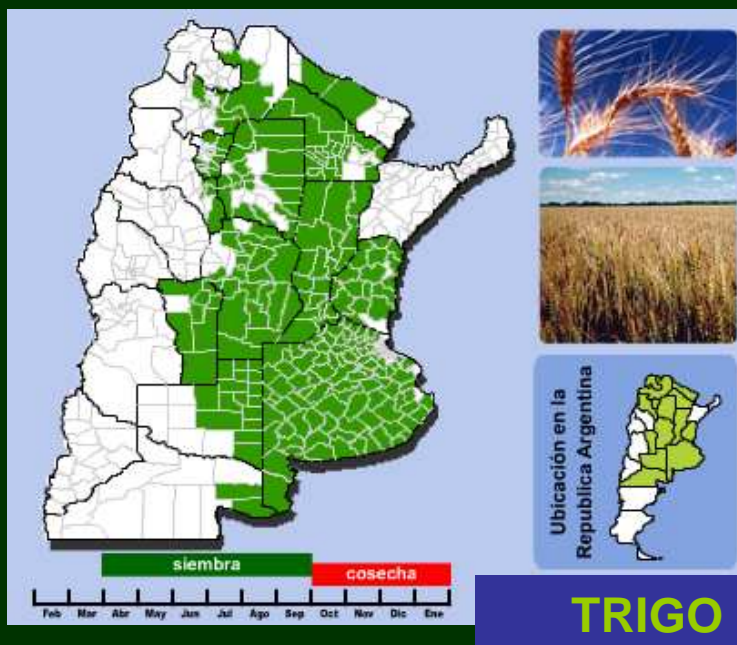 Ubicación en la
Republica Argentina
siembra
cosecha
Feb Mar Abr May Jun Jul Ago Sep Oct Nov Dic Ene
TRIGO